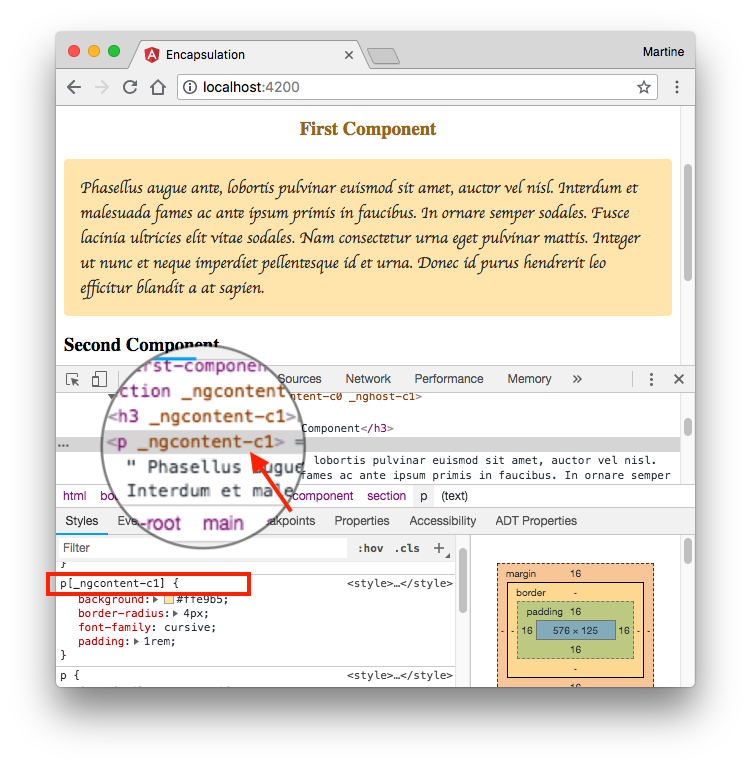 Encapsulation
Martine
localhost:4200
First Component
Phasellus augue ante, lobortis pulvinar euismod sit amet, auctor vel nisl. Interdum et
malesuada fames ac ante ipsum primis in faucibus. In ornare semper sodales. Fusce
lacinia ultricies elit vitae sodales. Nam consectetur urna eget pulvinar mattis. Integer
ut nunc et neque imperdiet pellentesque id et urna. Donec id purus hendrerit leo
efficitur blandit a at sapien.
Second Component
Sources Network Performance Memory »
rst-componen
ction _ngcontent
<h3 _ngcontent-c1>
<p _ngcontent-c1> =
" Phasellus augue
Interdum et male
-root main
ntent-c0 _nghost-c1>
Component</h3>
...
lobortis pulvinar euismod sit amet, auctor vel nisl.
fames ac ante ipsum primis in faucibus. In ornare semper
html bo component section p (text)
Styles Eve akpoints Properties Accessibility ADT Properties
Filter :hov .cls +
}
p[_ngcontent-c1] { <style>…</style>
background: #ffe9b5;
border-radius: 4px;
font-family: cursive;
padding: 1rem;
}
p { <style>…</style>
margin 16
border -
padding 16
- - 16 576 × 125 16 - -
16
-
16